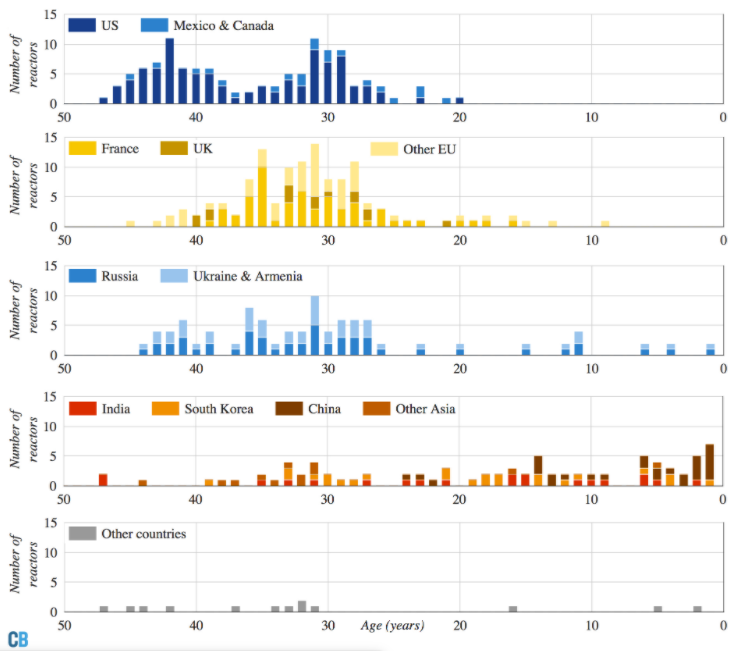 15
US Mexico & Canada
10
5
0
Number of
reactors
50 40 30 20 10 0
15
France UK Other EU
10
5
0
Number of
reactors
50 40 30 20 10 0
15
Russia Ukraine & Armenia
10
5
0
Number of
reactors
50 40 30 20 10 0
15
India South Korea China Other Asia
10
5
0
Number of
reactors
50 40 30 20 10 0
15
Other countries
10
5
0
Number of
reactors
50 40 30 Age (years) 20 10 0
CB